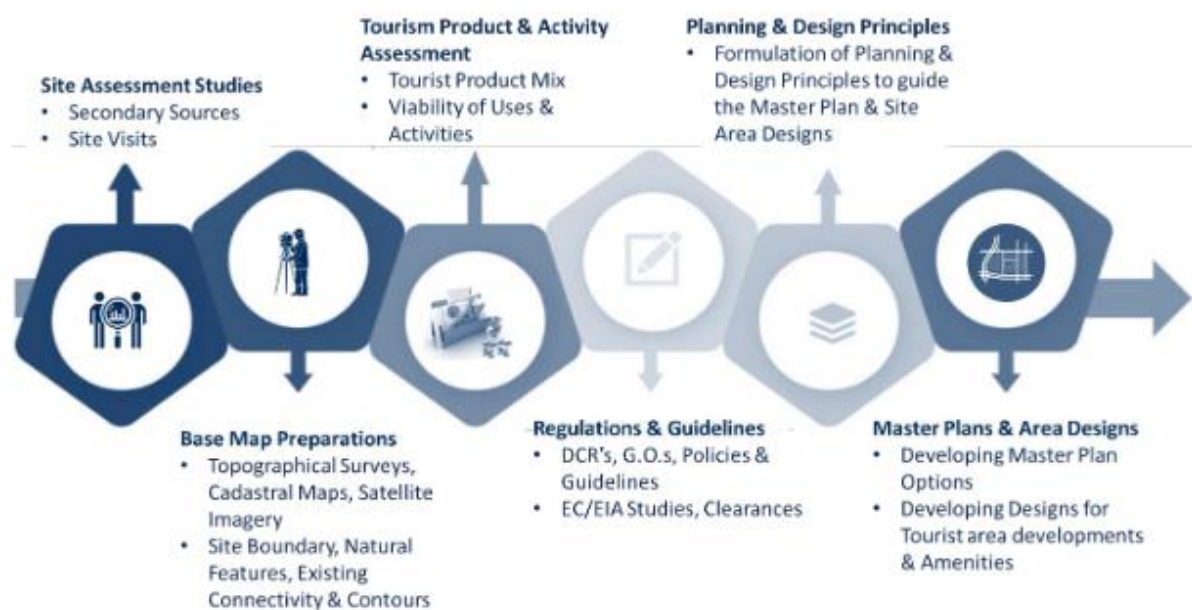 Site Assessment Studies
• Secondary Sources
• Site Visits
Base Map Preparations
• Topographical Surveys,
Cadastral Maps, Satellite
Imagery
• Site Boundary, Natural
Features, Existing
Connectivity & Contours
Tourism Product & Activity
Assessment
• Tourist Product Mix
• Viability of Uses &
Activities
Regulations & Guidelines
• DCR's, G.O.s, Policies &
Guidelines
• EC/EIA Studies, Clearances
Planning & Design Principles
• Formulation of Planning &
Design Principles to guide
the Master Plan & Site
Area Designs
Master Plans & Area Designs
• Developing Master Plan
Options
• Developing Designs for
Tourist area developments
& Amenities